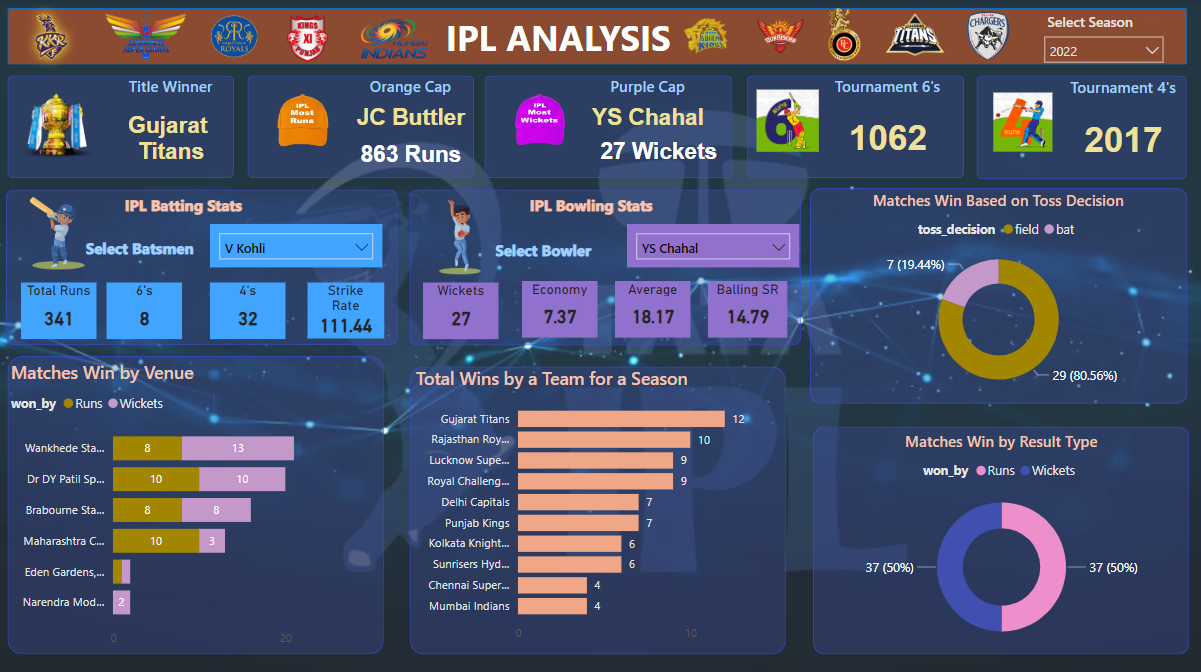 KKR
RR
RAJASTHAN
ROYALS
KINGS
XI
PUNJAB
MUMBAI
INDIANS
IPL ANALYSIS
TITANS
CHARGERS
Select Season
2022
Title Winner
Gujarat
Titans
Orange Cap
IPL
Most
Runs
JC Buttler
863 Runs
Purple Cap
IPL
Most
Wickets
YS Chahal
27 Wickets
Tournament 6's
6
1062
Tournament 4's
4
RUNS
2017
IPL Batting Stats
Select Batsmen
V Kohli
Total Runs
341
6's
8
4's
32
Strike
Rate
111.44
IPL Bowling Stats
Select Bowler
YS Chahal
Wickets
27
Economy
7.37
Average
18.17
Balling SR
14.79
Matches Win Based on Toss Decision
toss_decision field bat
7 (19.44%)
29 (80.56%)
Matches Win by Venue
won_by Runs Wickets
Wankhede Sta... 8 13
Dr DY Patil Sp... 10 10
Brabourne Sta... 8 8
Maharashtra C... 10 3
Eden Gardens,...
Narendra Mod... 2
0 20
Total Wins by a Team for a Season
Gujarat Titans 12
Rajasthan Roy... 10
Lucknow Supe... 9
Royal Challeng... 9
Delhi Capitals 7
Punjab Kings 7
Kolkata Knight... 6
Sunrisers Hyd... 6
Chennai Super... 4
Mumbai Indians 4
0 10
Matches Win by Result Type
won_by Runs Wickets
37 (50%)
37 (50%)
IPL